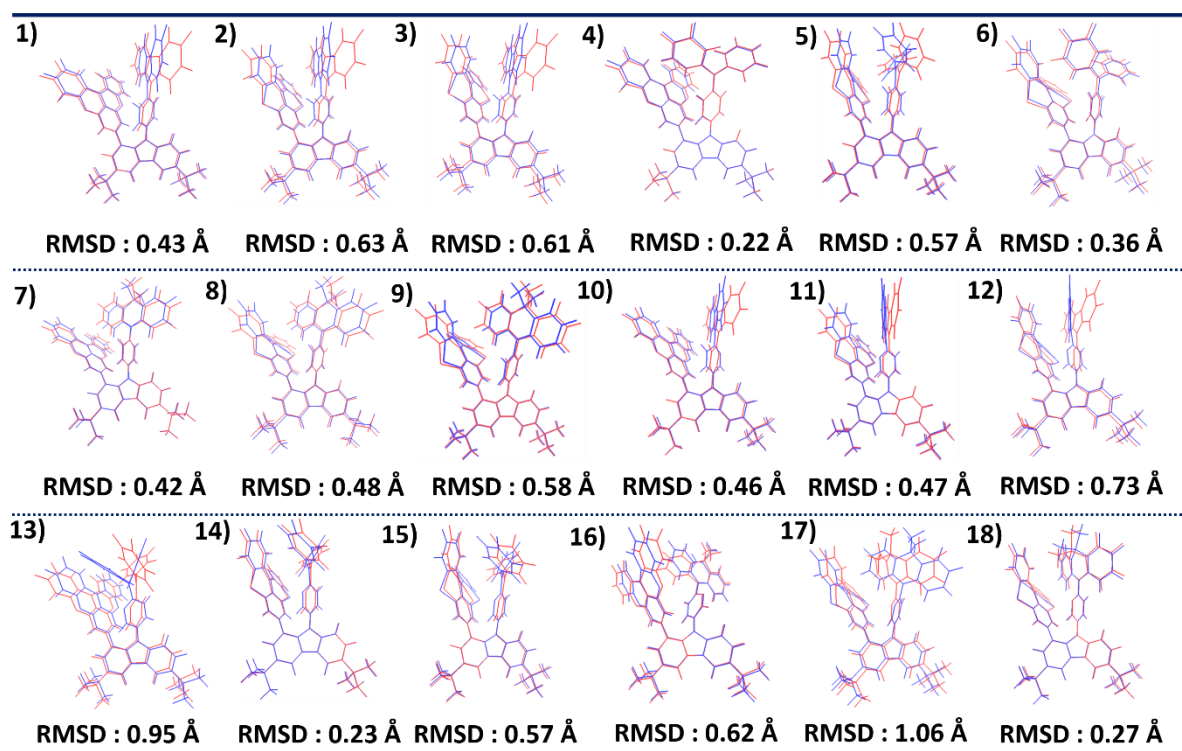 1) 2) 3) 4) 5) 6)
RMSD : 0.43 Å RMSD : 0.63 Å RMSD : 0.61 Å RMSD : 0.22 Å RMSD : 0.57 Å RMSD : 0.36 Å
7) 8) 9) 10) 11) 12)
RMSD : 0.42 Å RMSD : 0.48 Å RMSD : 0.58 Å RMSD : 0.46 Å RMSD : 0.47 Å RMSD : 0.73 Å
13) 14) 15) 16) 17) 18)
RMSD : 0.95 Å RMSD : 0.23 Å RMSD : 0.57 Å RMSD : 0.62 Å RMSD : 1.06 Å RMSD : 0.27 Å